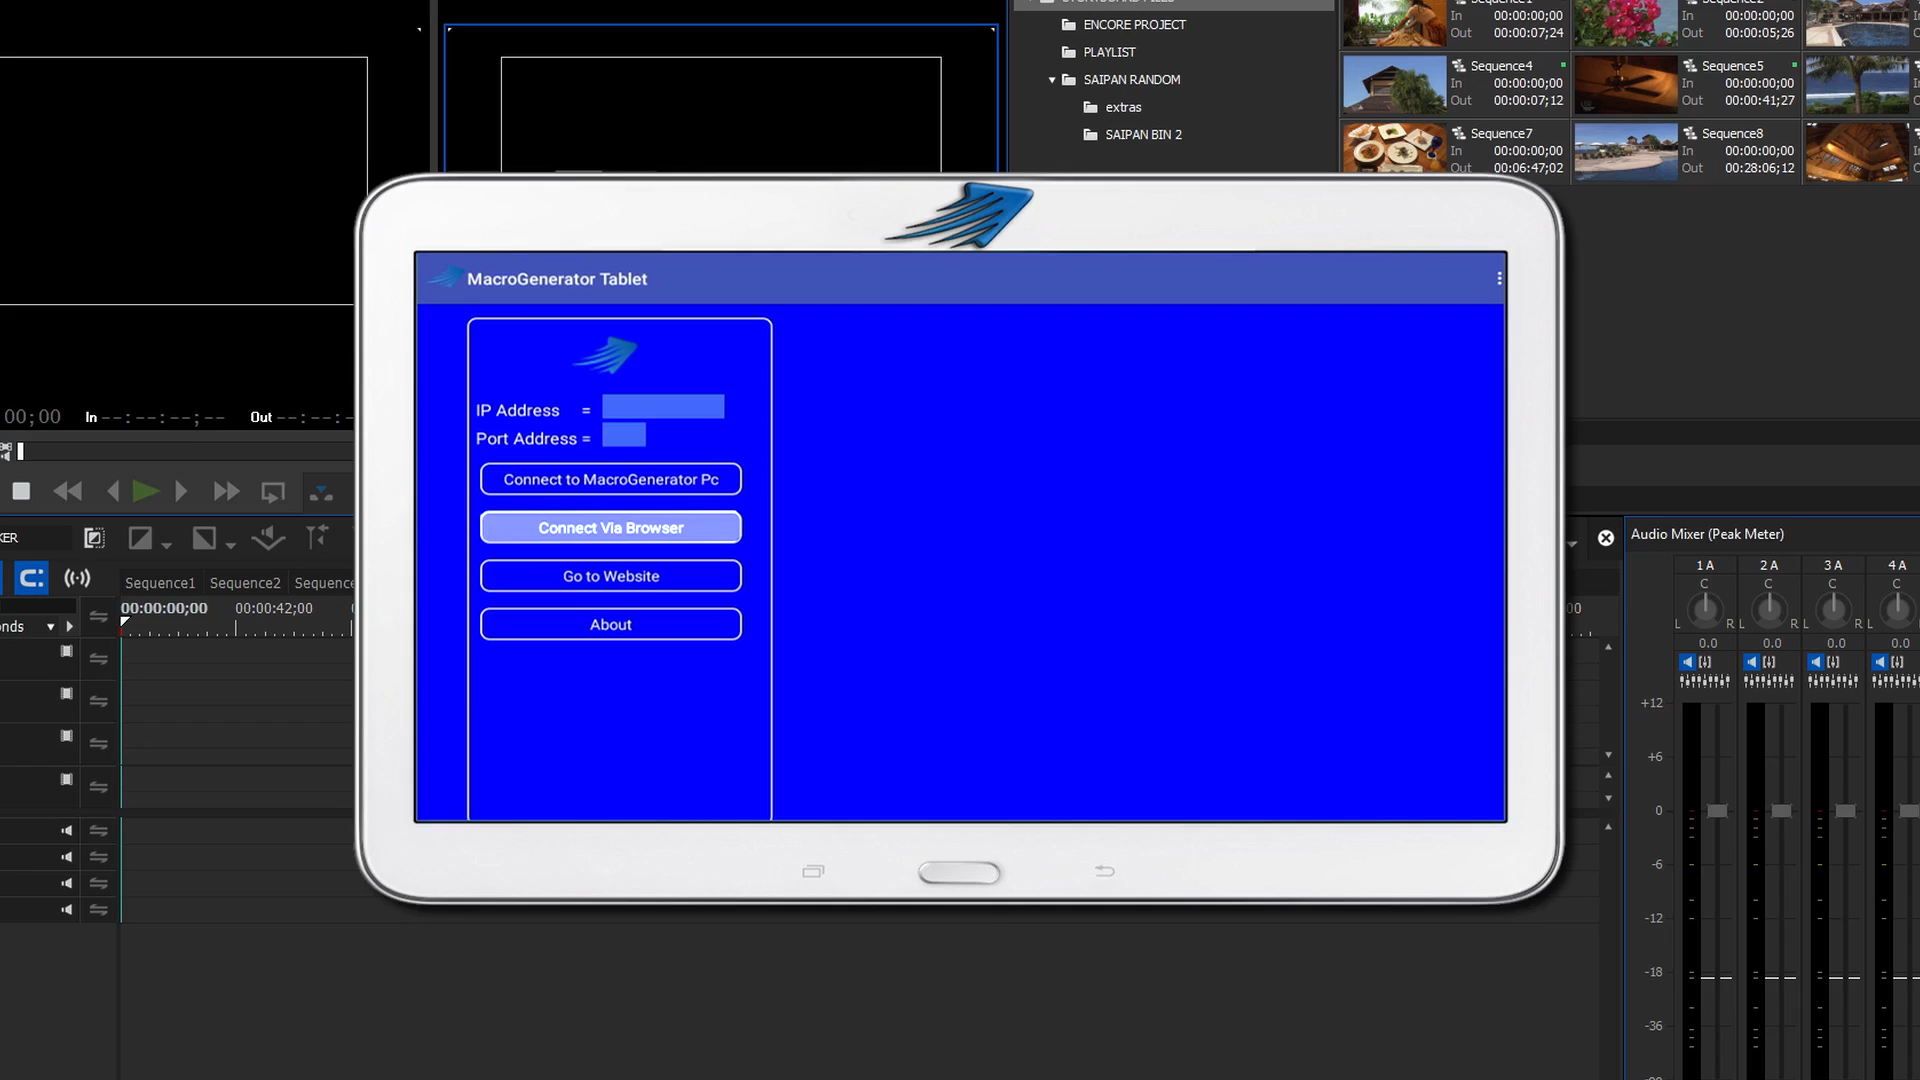 ENCORE PROJECT
PLAYLIST
SAIPAN RANDOM
extras
SAIPAN BIN 2
In 00:00:00;00
Out 00:00:07;24
In 00:00:00;00
Out 00:00:05;26
Sequence4
In 00:00:00;00
Out 00:00:07;12
Sequence5
In 00:00:00;00
Out 00:00:41;27
Sequence7
In 00:00:00;00
Out 00:06:47;02
Sequence8
In 00:00:00;00
Out 00:28:06;12
MacroGenerator Tablet
IP Address =
Port Address =
Connect to MacroGenerator Pc
Connect Via Browser
Go to Website
About
00;00 In --:--:--;-- Out --:--:--
KER
Sequence1 Sequence2 Sequence
00:00:00;00 00:00:42;00
onds
00
Audio Mixer (Peak Meter)
1 A 2 A 3 A 4 A
C C C C
L R L R L R L
0.0 0.0 0.0 0.0
+12
+6
0
-6
-12
-18
-36